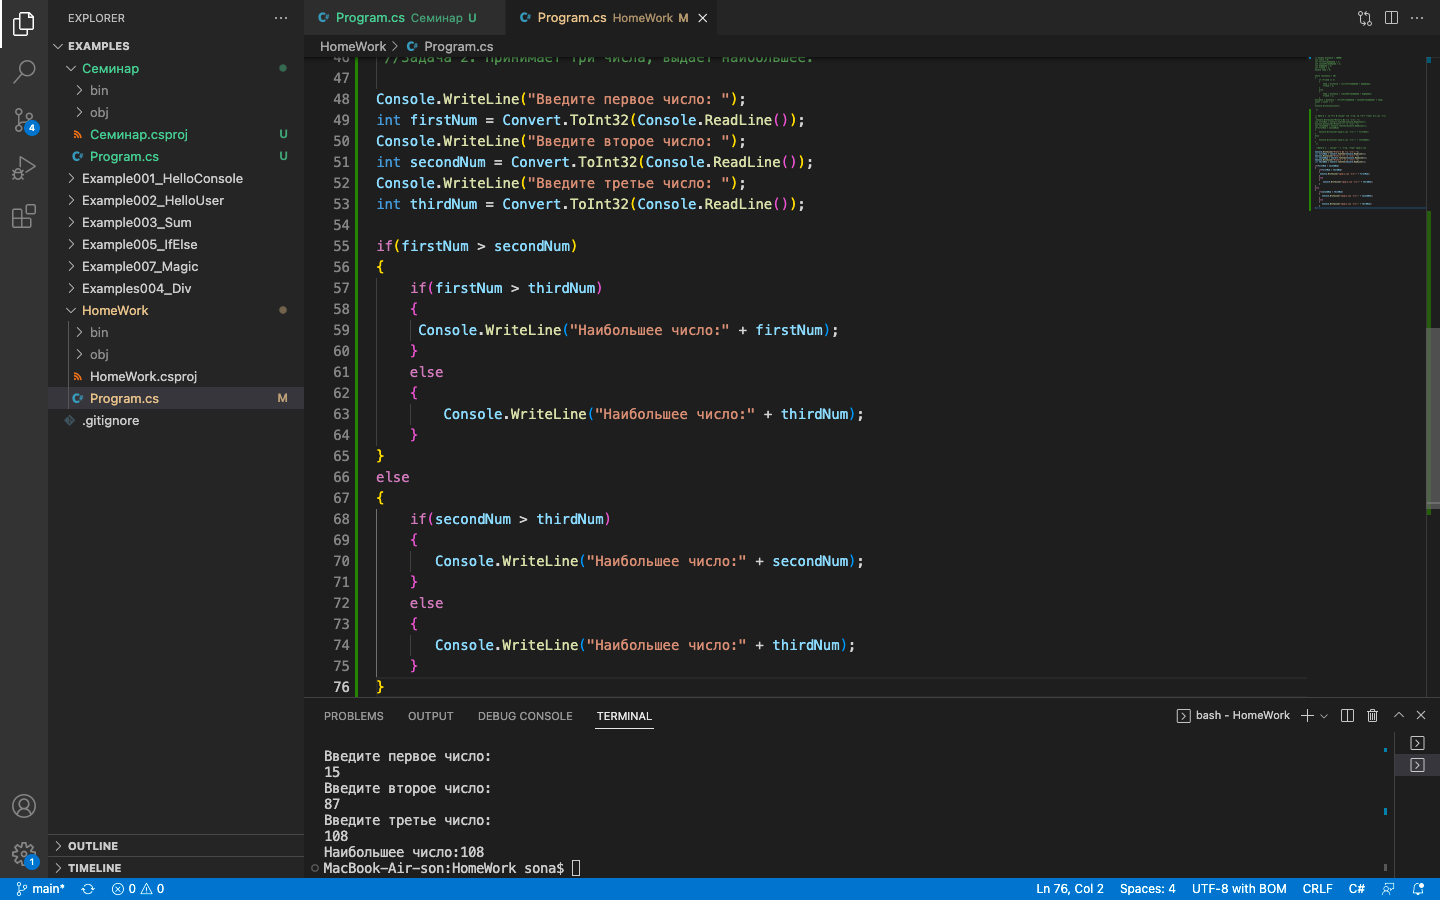 EXPLORER
Program.cs Семинар U
Program.cs HomeWork M
EXAMPLES
Семинар
bin
obj
Семинар.csproj U
Program.cs U
Example001_HelloConsole
Example002_HelloUser
Example003_Sum
Example005_IfElse
Example007_Magic
Examples004_Div
HomeWork
bin
obj
HomeWork.csproj
Program.cs M
.gitignore
4
1
OUTLINE
TIMELINE
HomeWork > Program.cs
46 //Задача 2. Принимает три числа, выдает наибольшее.
47
48 Console.WriteLine("Введите первое число: ");
49 int firstNum = Convert.ToInt32(Console.ReadLine());
50 Console.WriteLine("Введите второе число: ");
51 int secondNum = Convert.ToInt32(Console.ReadLine());
52 Console.WriteLine("Введите третье число: ");
53 int thirdNum = Convert.ToInt32(Console.ReadLine());
54
55 if(firstNum > secondNum)
56 {
57 if(firstNum > thirdNum)
58 {
59 Console.WriteLine("Наибольшее число:" + firstNum);
60 }
61 else
62 {
63 Console.WriteLine("Наибольшее число:" + thirdNum);
64 }
65 }
66 else
67 {
68 if(secondNum > thirdNum)
69 {
70 Console.WriteLine("Наибольшее число:" + secondNum);
71 }
72 else
73 {
74 Console.WriteLine("Наибольшее число:" + thirdNum);
75 }
76 }
PROBLEMS OUTPUT DEBUG CONSOLE TERMINAL
bash - HomeWork
Введите первое число:
15
Введите второе число:
87
Введите третье число:
108
Наибольшее число:108
MacBook-Air-son:HomeWork sona$
main* 0 0 Ln 76, Col 2 Spaces: 4 UTF-8 with BOM CRLF C#